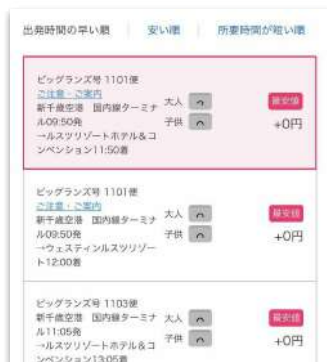 出発時間の早い順 安い順 所要時間が短い順
ビッグランズ号 1101便
ご注意・ご案内
新千歳空港 国内線ターミナ
ル09:50発
→ルスツリゾートホテル&コ
ンベンション11:50着
大人
子供
最安値
+0円
ビッグランズ号 1101便
ご注意・ご案内
新千歳空港 国内線ターミナ
ル09:50発
→ウェスティンルスツリゾー
ト12:00着
大人
子供
最安値
+0円
ビッグランズ号 1103便
新千歳空港 国内線ターミナ
ル11:05発
→ルスツリゾートホテル&コ
ンベンション13:05着
大人
子供
最安値
+0円